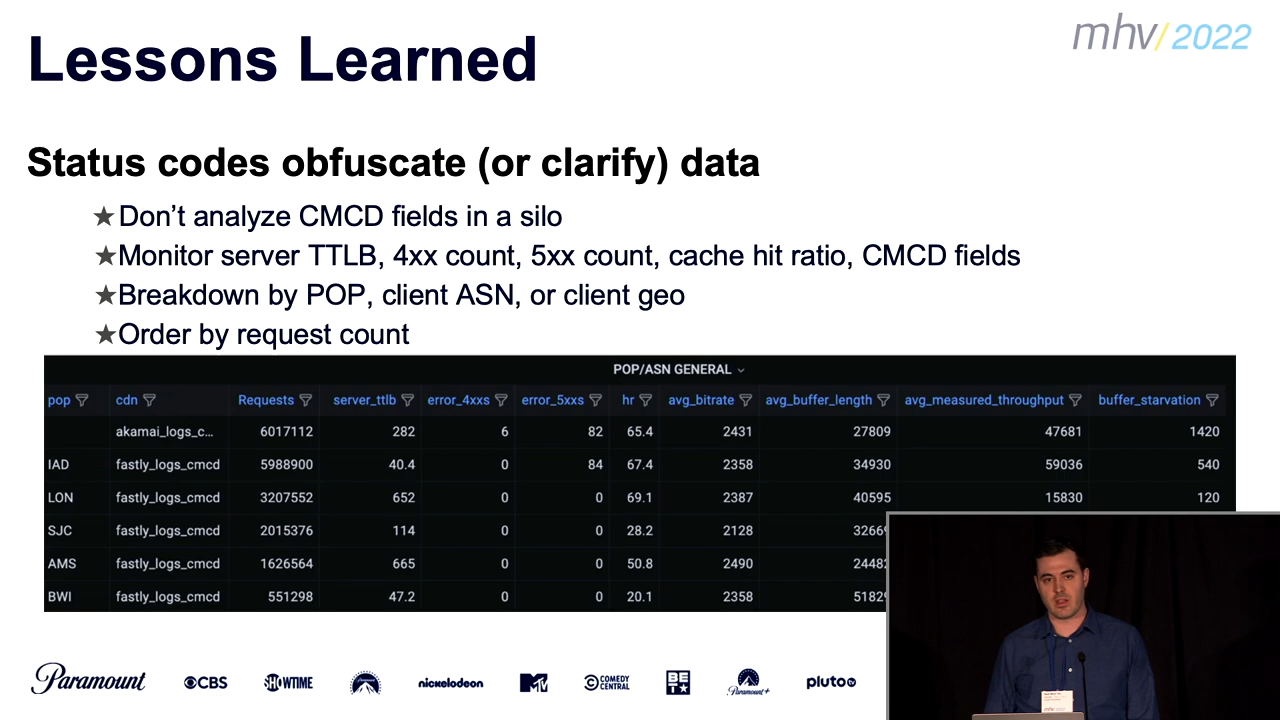 Lessons Learned
mhv/2022
Status codes obfuscate (or clarify) data
★Don’t analyze CMCD fields in a silo
★Monitor server TTLB, 4xx count, 5xx count, cache hit ratio, CMCD fields
★Breakdown by POP, client ASN, or client geo
★Order by request count
POP/ASN GENERAL
pop cdn Requests server_ttlb error_4xxs error_5xxs hr avg_bitrate avg_buffer_length avg_measured_throughput buffer_starvation
akamai_logs_c... 6017112 282 6 82 65.4 2431 27809 47681 1420
IAD fastly_logs_cmcd 5988900 40.4 0 84 67.4 2358 34930 59036 540
LON fastly_logs_cmcd 3207552 652 0 0 69.1 2387 40595 15830 120
SJC fastly_logs_cmcd 2015376 114 0 0 28.2 2128 3266
AMS fastly_logs_cmcd 1626564 665 0 0 50.8 2490 2448
BWI fastly_logs_cmcd 551298 47.2 0 0 20.1 2358 5182
Paramount CBS SHOWTIME nickelodeon MTV COMEDY CENTRAL BET★ Paramount+ pluto tv